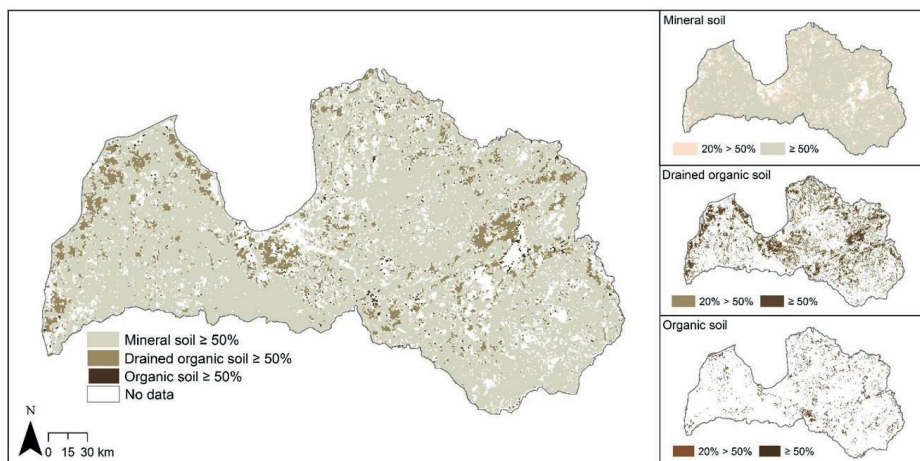 Mineral soil ≥ 50%
Drained organic soil ≥ 50%
Organic soil ≥ 50%
No data
N
0 15 30 km
Mineral soil
20% > 50% ≥ 50%
Drained organic soil
20% > 50% ≥ 50%
Organic soil
20% > 50% ≥ 50%